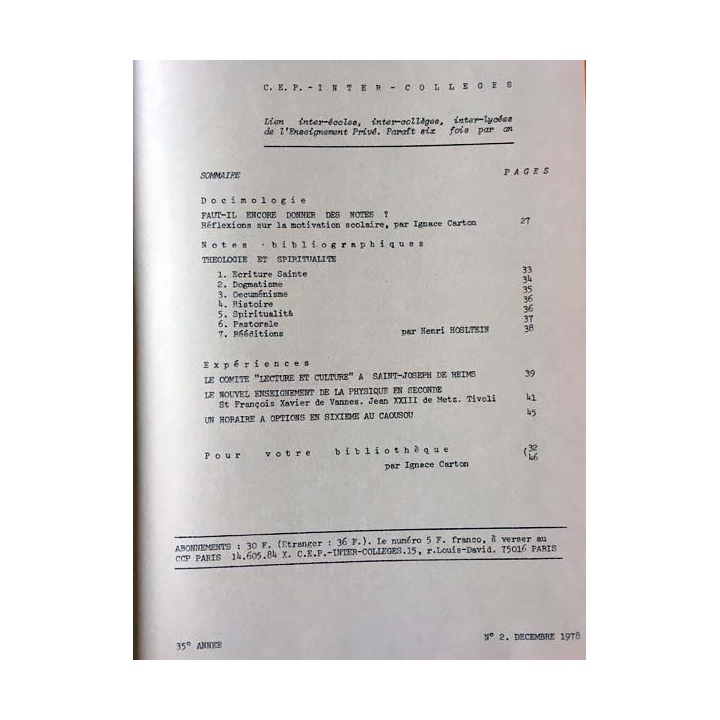 C.E.P.-INTER-COLLEGES
Lien inter-écoles, inter-collèges, inter-lycées
de l'Enseignement Privé. Paraît six fois par an
SOMMAIRE PAGES
Docimologie
FAUT-IL ENCORE DONNER DES NOTES ?
Réflexions sur la motivation scolaire, par Ignace Carton 27
Notes bibliographiques
THEOLOGIE ET SPIRITUALITE
1. Ecriture Sainte 33
2. Dogmatisme 34
3. Oecuménisme 35
4. Histoire 36
5. Spiritualité 36
6. Pastorale 37
7. Rééditions par Henri HOSLTEIN 38
Expériences
LE COMITE "LECTURE ET CULTURE" A SAINT-JOSEPH DE REIMS 39
LE NOUVEL ENSEIGNEMENT DE LA PHYSIQUE EN SECONDE
St François Xavier de Vannes. Jean XXIII de Metz. Tivoli 41
UN HORAIRE A OPTIONS EN SIXIEME AU CAOUSOU 45
Pour votre bibliothèque (32
par Ignace Carton 46
ABONNEMENTS : 30 F. (Etranger : 36 F.). Le numéro 5 F. franco, à verser au
CCP PARIS 14.605.84 X. C.E.P.-INTER-COLLEGES.15, r.Louis-David. 75016 PARIS
35° ANNEE N° 2. DECEMBRE 1978